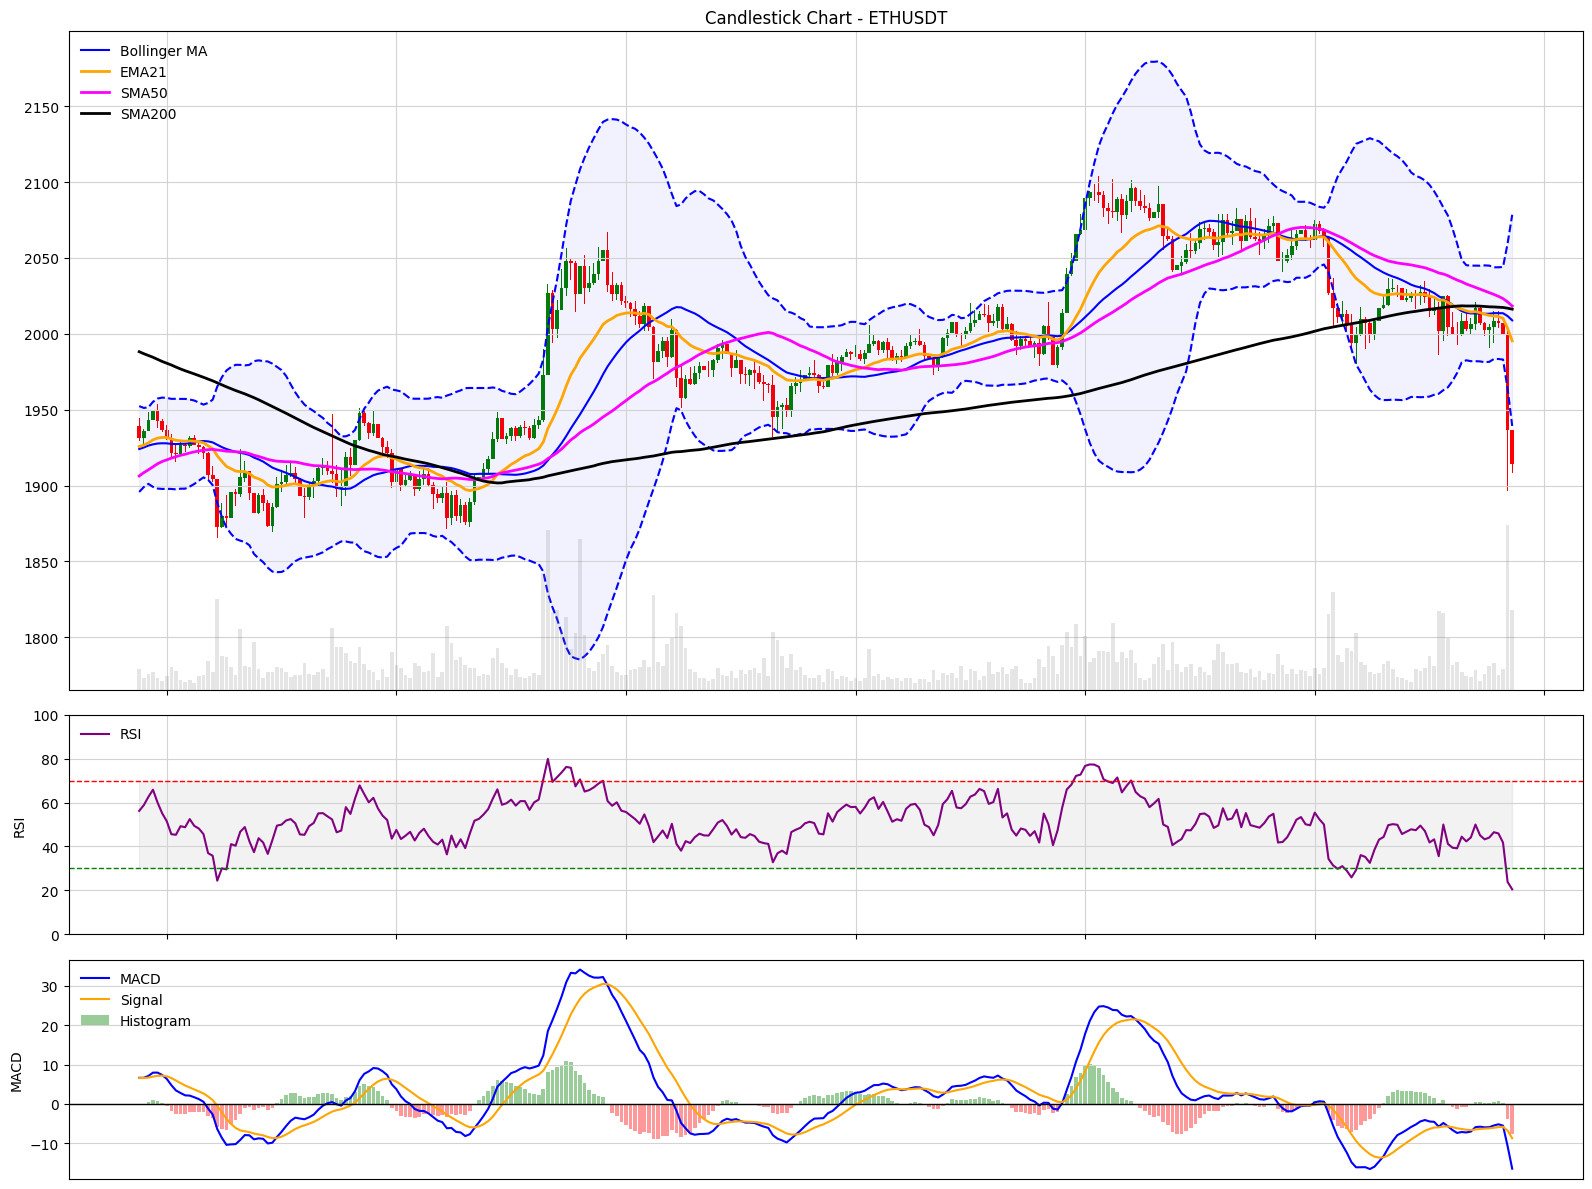 Candlestick Chart - ETHUSDT
Bollinger MA
EMA21
SMA50
SMA200
2150
2100
2050
2000
1950
1900
1850
1800
RSI
100
80
60
40
20
0
RSI
MACD
Signal
Histogram
30
20
10
0
−10
MACD